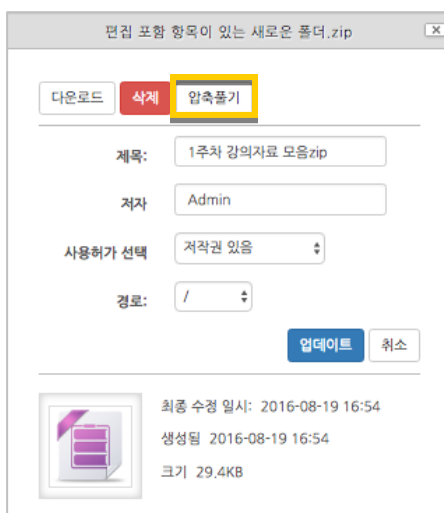 편집 포함 항목이 있는 새로운 폴더.zip
다운로드 삭제 압축풀기
제목: 1주차 강의자료 모음zip
저자 Admin
사용허가 선택 저작권 있음
경로: /
업데이트 취소
최종 수정 일시: 2016-08-19 16:54
생성됨 2016-08-19 16:54
크기 29.4KB